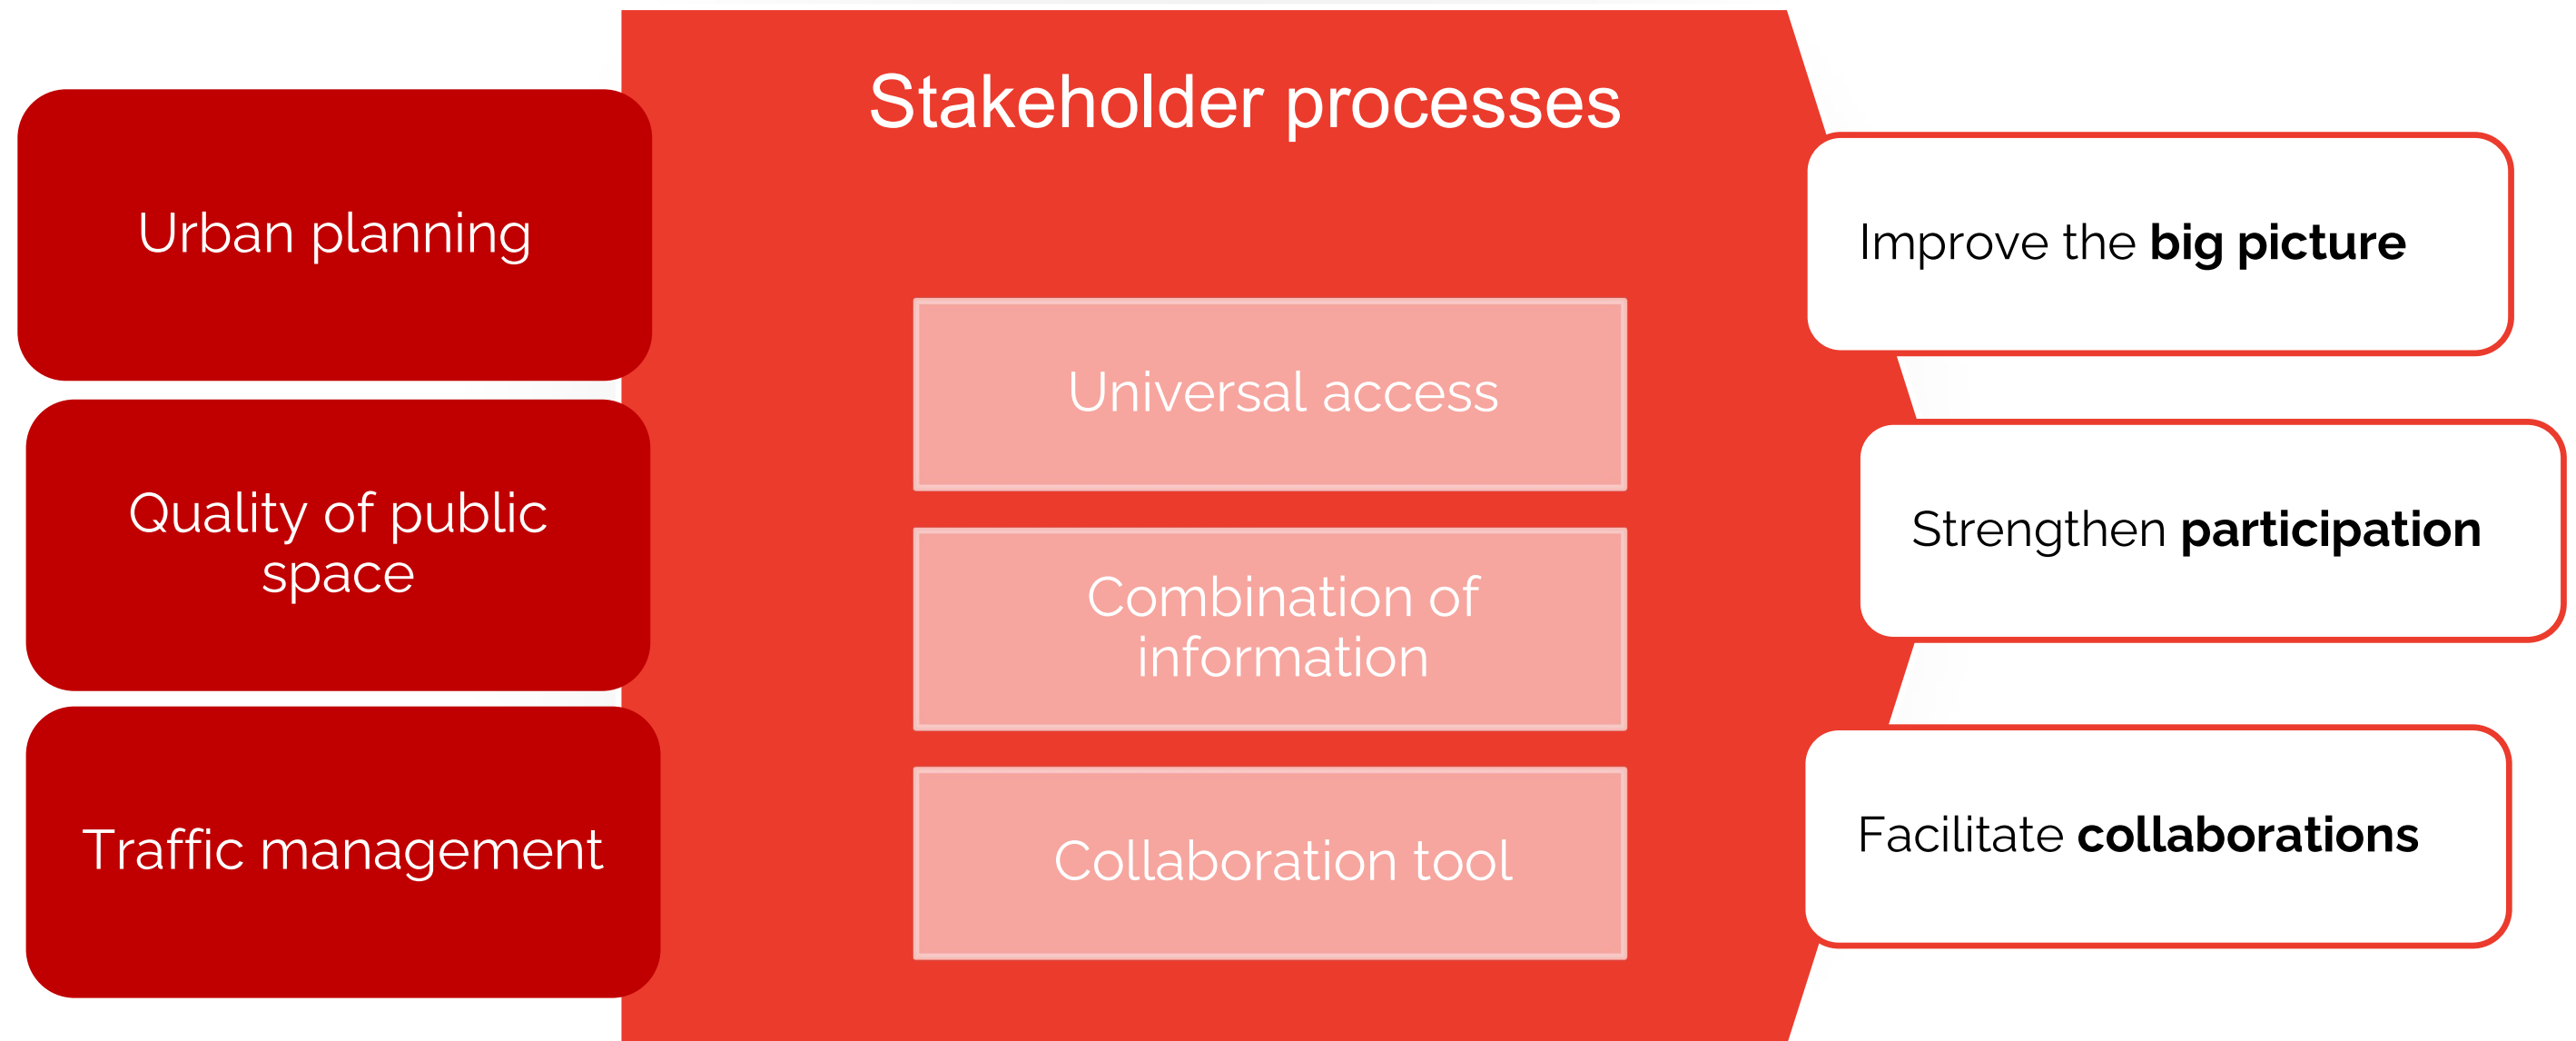 Stakeholder processes
Urban planning
Quality of public
space
Traffic management
Universal access
Combination of
information
Collaboration tool
Improve the big picture
Strengthen participation
Facilitate collaborations